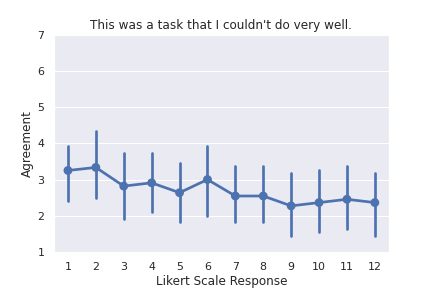 This was a task that I couldn't do very well.
7
6
5
4
3
2
1
Agreement
1 2 3 4 5 6 7 8 9 10 11 12
Likert Scale Response